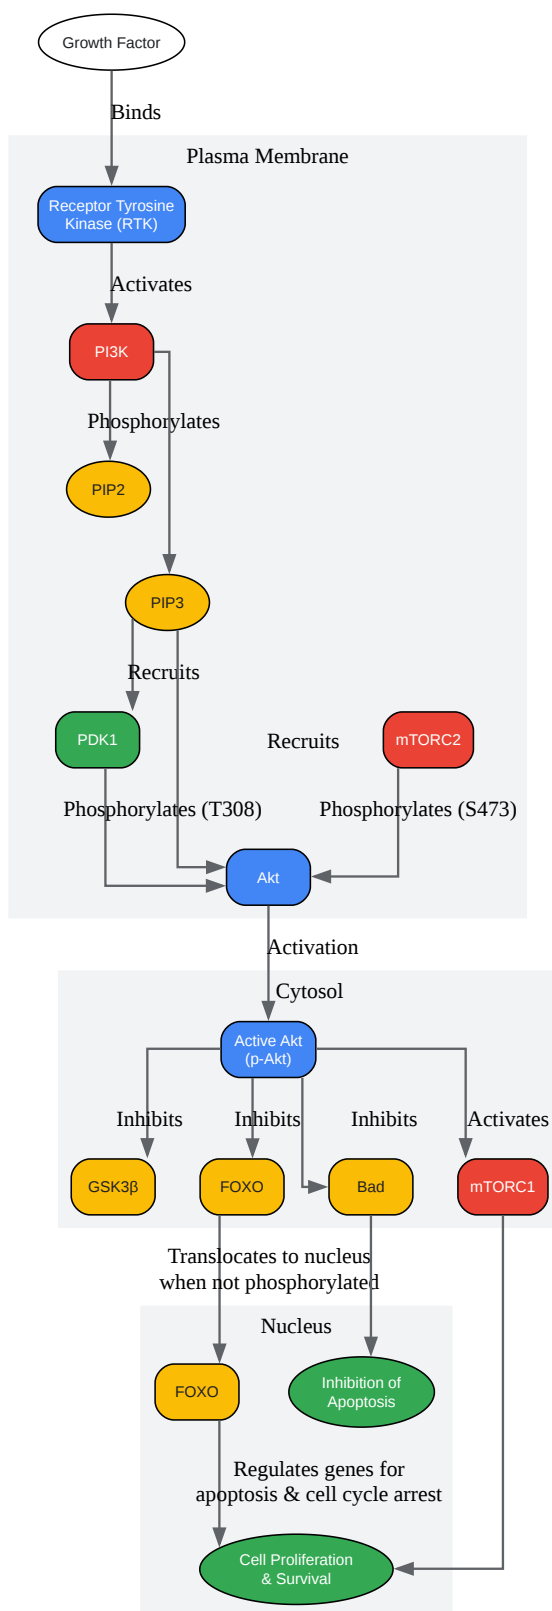 Growth Factor
Binds
Plasma Membrane
Receptor Tyrosine
Kinase (RTK)
Activates
PI3K
Phosphorylates
PIP2
PIP3
Recruits
PDK1
Recruits
mTORC2
Phosphorylates (T308)
Phosphorylates (S473)
Akt
Activation
Cytosol
Active Akt
(p-Akt)
Inhibits
Inhibits
Inhibits
Activates
GSK3β
FOXO
Bad
mTORC1
Translocates to nucleus
when not phosphorylated
Nucleus
FOXO
Inhibition of
Apoptosis
Regulates genes for
apoptosis & cell cycle arrest
Cell Proliferation
& Survival